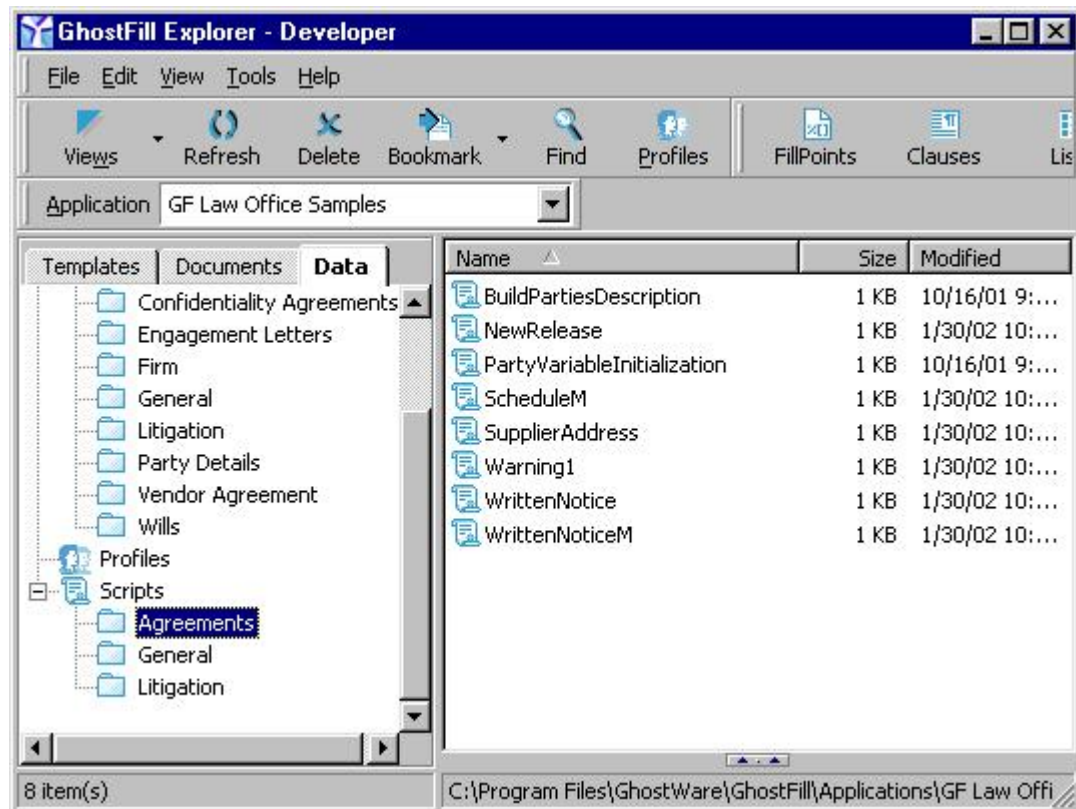 GhostFill Explorer - Developer
File Edit View Tools Help
Views Refresh Delete Bookmark Find Profiles FillPoints Clauses Lis
Application GF Law Office Samples
Templates Documents Data
Confidentiality Agreements
Engagement Letters
Firm
General
Litigation
Party Details
Vendor Agreement
Wills
Profiles
Scripts
Agreements
General
Litigation
Name Size Modified
BuildPartiesDescription 1 KB 10/16/01 9:...
NewRelease 1 KB 1/30/02 10:...
PartyVariableInitialization 1 KB 10/16/01 9:...
ScheduleM 1 KB 1/30/02 10:...
SupplierAddress 1 KB 1/30/02 10:...
Warning1 1 KB 1/30/02 10:...
WrittenNotice 1 KB 1/30/02 10:...
WrittenNoticeM 1 KB 1/30/02 10:...
8 item(s) C:\Program Files\GhostWare\GhostFill\Applications\GF Law Offi